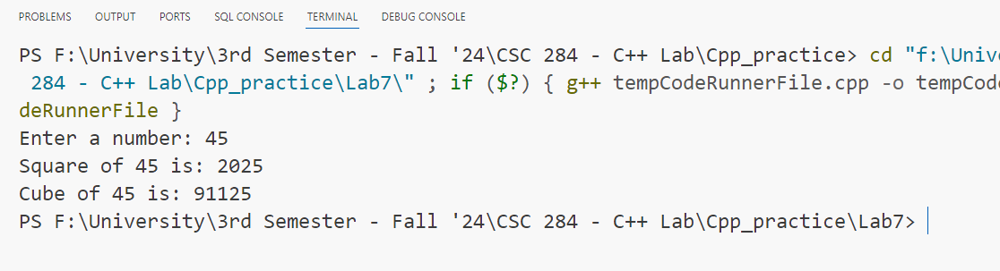 PROBLEMS OUTPUT PORTS SQL CONSOLE TERMINAL DEBUG CONSOLE
PS F:\University\3rd Semester - Fall '24\CSC 284 - C++ Lab\Cpp_practice> cd "f:\Unive
284 - C++ Lab\Cpp_practice\Lab7\" ; if ($?) { g++ tempCodeRunnerFile.cpp -o tempCode
deRunnerFile }
Enter a number: 45
Square of 45 is: 2025
Cube of 45 is: 91125
PS F:\University\3rd Semester - Fall '24\CSC 284 - C++ Lab\Cpp_practice\Lab7>